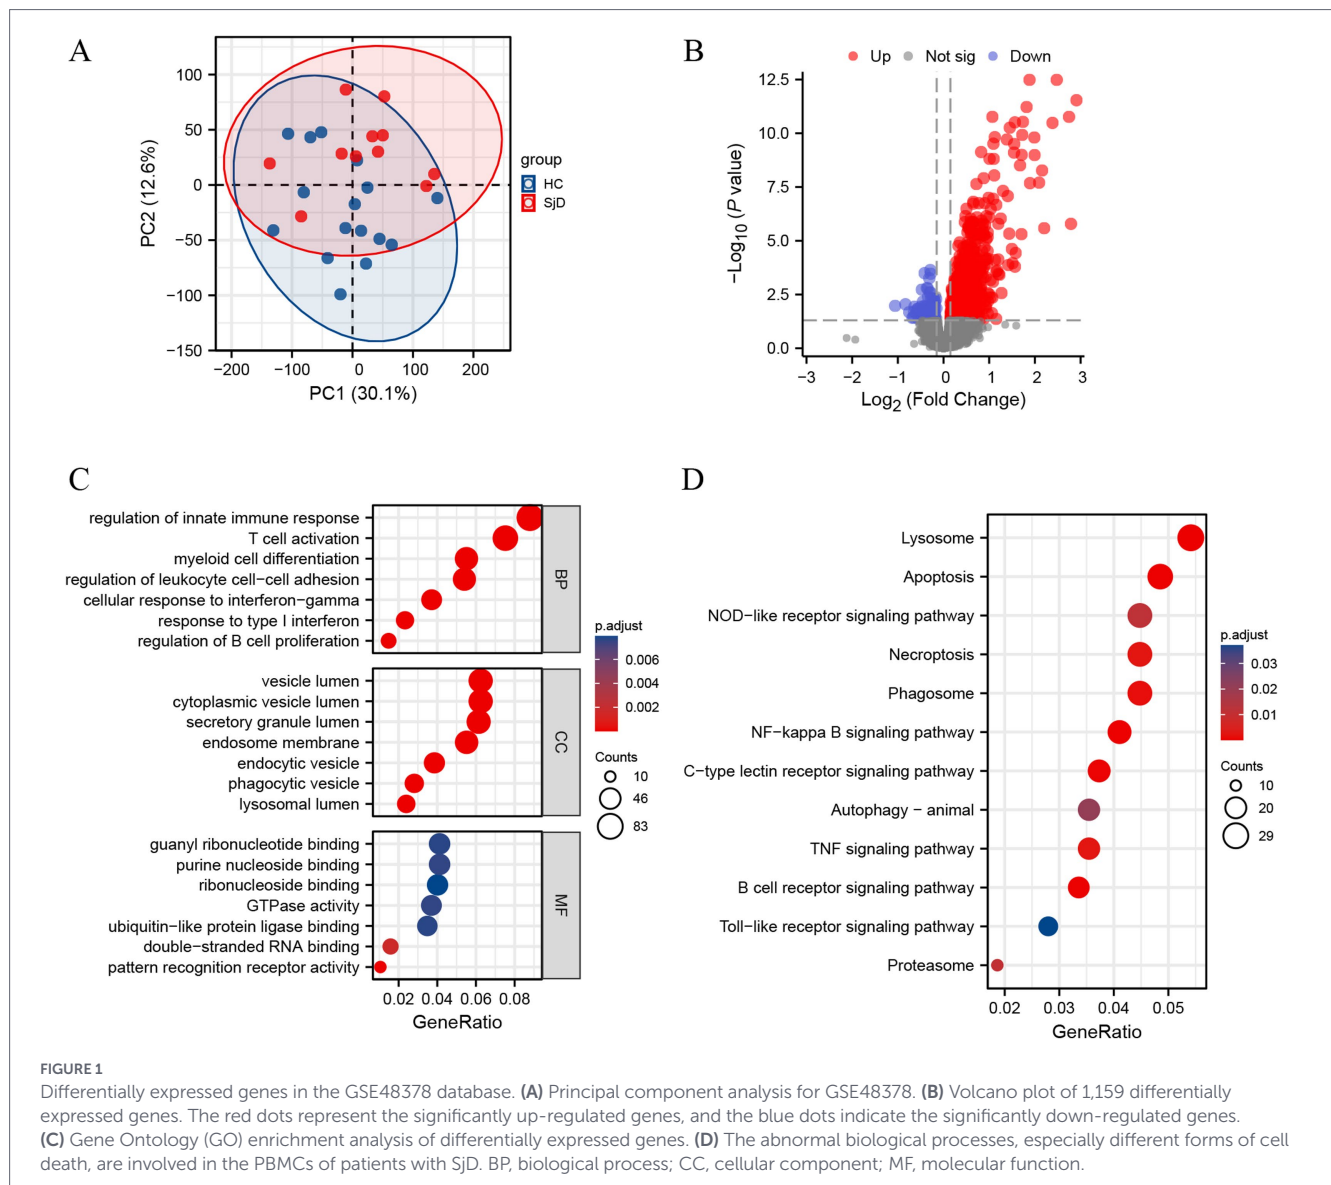 A
100
50
0
−50
−100
−150
−200
−100
0
100
200
PC2 (12.6%)
PC1 (30.1%)
group
HC
SjD
B
Up
Not sig
Down
12.5
10.0
7.5
5.0
2.5
0.0
−3
−2
−1
0
1
2
3
−Log10 (P value)
Log2 (Fold Change)
C
regulation of innate immune response
T cell activation
myeloid cell differentiation
regulation of leukocyte cell−cell adhesion
cellular response to interferon−gamma
response to type I interferon
regulation of B cell proliferation
BP
vesicle lumen
cytoplasmic vesicle lumen
secretory granule lumen
endosome membrane
endocytic vesicle
phagocytic vesicle
lysosomal lumen
CC
guanyl ribonucleotide binding
purine nucleoside binding
ribonucleoside binding
GTPase activity
ubiquitin−like protein ligase binding
double−stranded RNA binding
pattern recognition receptor activity
MF
0.02 0.04 0.06 0.08
GeneRatio
p.adjust
0.006
0.004
0.002
Counts
10
46
83
D
Lysosome
Apoptosis
NOD−like receptor signaling pathway
Necroptosis
Phagosome
NF−kappa B signaling pathway
C−type lectin receptor signaling pathway
Autophagy − animal
TNF signaling pathway
B cell receptor signaling pathway
Toll−like receptor signaling pathway
Proteasome
0.02 0.03 0.04 0.05
GeneRatio
p.adjust
0.03
0.02
0.01
Counts
10
20
29
FIGURE 1
Differentially expressed genes in the GSE48378 database. (A) Principal component analysis for GSE48378. (B) Volcano plot of 1,159 differentially
expressed genes. The red dots represent the significantly up-regulated genes, and the blue dots indicate the significantly down-regulated genes.
(C) Gene Ontology (GO) enrichment analysis of differentially expressed genes. (D) The abnormal biological processes, especially different forms of cell
death, are involved in the PBMCs of patients with SjD. BP, biological process; CC, cellular component; MF, molecular function.